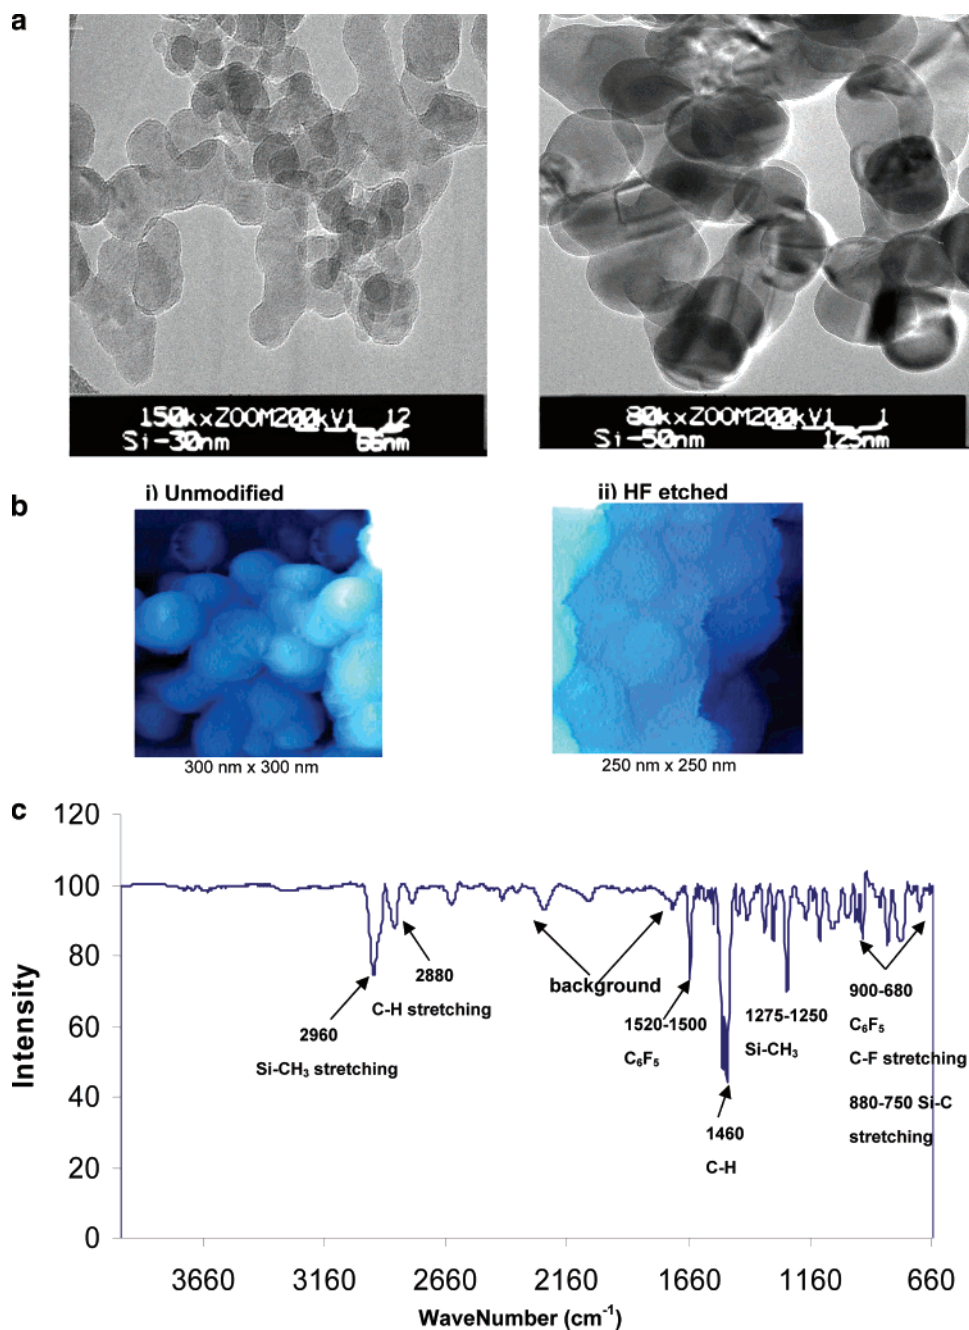 a
150kxZOOM200kV1 12
Si-30nm 66nm
80kxZOOM200kV1 1
Si-50nm 125nm
b
i) Unmodified
ii) HF etched
300 nm x 300 nm
250 nm x 250 nm
c
Intensity
120
100
80
60
40
20
0
2960
Si-CH₃ stretching
2880
C-H stretching
background
1520-1500
C₆F₅
1460
C-H
1275-1250
Si-CH₃
900-680
C₆F₅
C-F stretching
880-750 Si-C
stretching
3660 3160 2660 2160 1660 1160 660
WaveNumber (cm⁻¹)